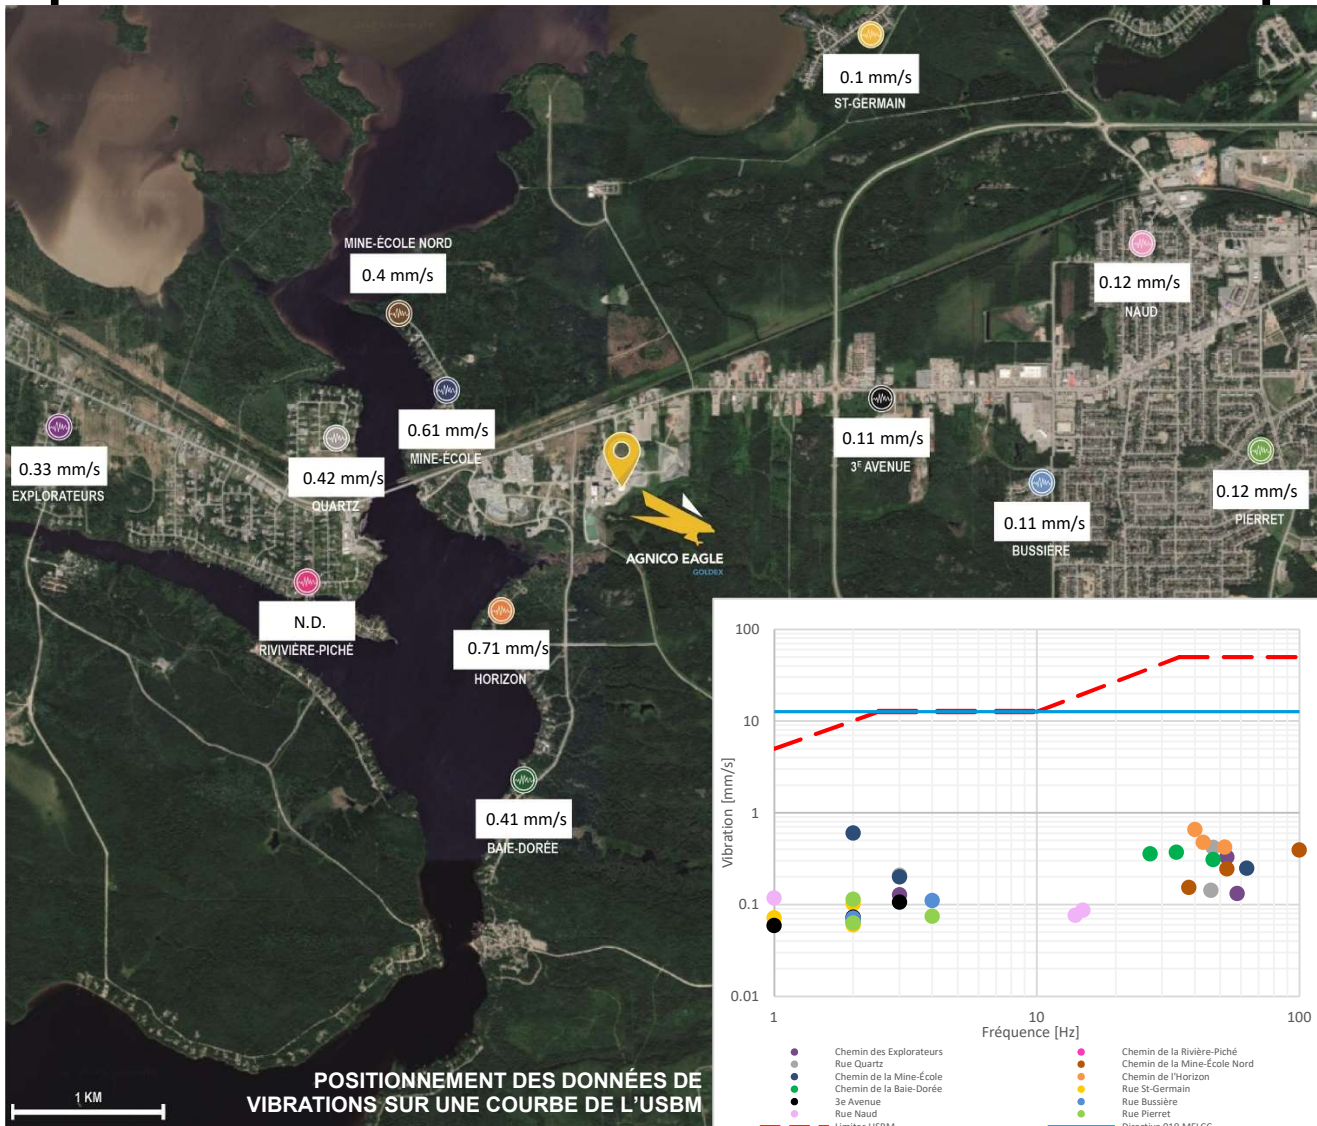 0.1 mm/s
ST-GERMAIN
MINE-ÉCOLE NORD
0.4 mm/s
0.12 mm/s
NAUD
0.61 mm/s
MINE-ÉCOLE
0.33 mm/s
EXPLORATEURS
0.42 mm/s
QUARTZ
0.11 mm/s
3E AVENUE
0.11 mm/s
BUSSIÈRE
0.12 mm/s
PIERRET
AGNICO EAGLE
GOLDEX
N.D.
RIVIVIÈRE-PICHÉ
0.71 mm/s
HORIZON
0.41 mm/s
BAIE-DORÉE
100
10
1
0.1
0.01
Vibration [mm/s]
1
10
100
Fréquence [Hz]
Chemin des Explorateurs
Chemin de la Rivière-Piché
Rue Quartz
Chemin de la Mine-École Nord
Chemin de la Mine-École
Chemin de l'Horizon
Chemin de la Baie-Dorée
Rue St-Germain
3e Avenue
Rue Bussière
Rue Naud
Rue Pierret
Limites USBM
Directive 019 MELCC
POSITIONNEMENT DES DONNÉES DE
VIBRATIONS SUR UNE COURBE DE L'USBM
1 KM